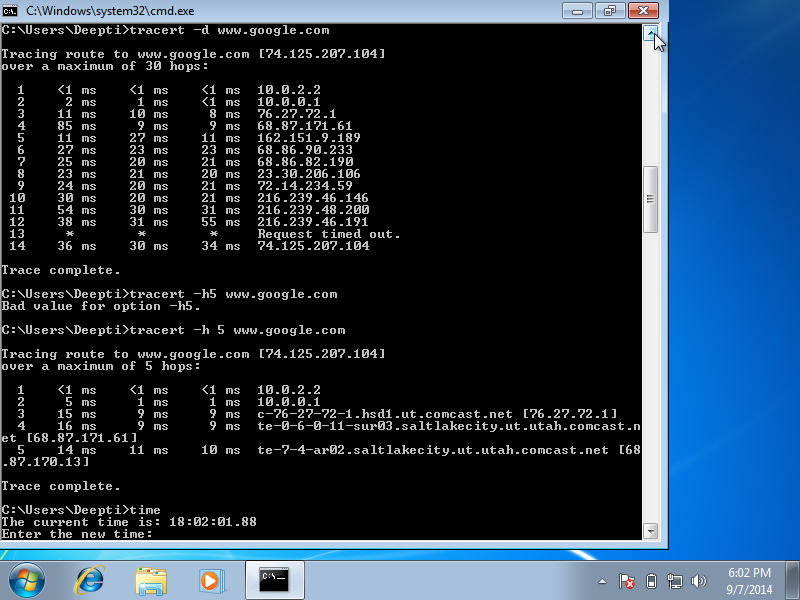 C:\Windows\system32\cmd.exe
C:\Users\Deepti>tracert -d www.google.com
Tracing route to www.google.com [74.125.207.104]
over a maximum of 30 hops:
1 <1 ms <1 ms <1 ms 10.0.2.2
2 2 ms 1 ms <1 ms 10.0.0.1
3 11 ms 10 ms 8 ms 76.27.72.1
4 85 ms 9 ms 9 ms 68.87.171.61
5 11 ms 27 ms 11 ms 162.151.9.189
6 27 ms 23 ms 23 ms 68.86.90.233
7 25 ms 20 ms 21 ms 68.86.82.190
8 23 ms 21 ms 20 ms 23.30.206.106
9 24 ms 20 ms 21 ms 72.14.234.59
10 30 ms 20 ms 21 ms 216.239.46.146
11 54 ms 30 ms 31 ms 216.239.48.200
12 38 ms 31 ms 55 ms 216.239.46.191
13 * * * Request timed out.
14 36 ms 30 ms 34 ms 74.125.207.104
Trace complete.
C:\Users\Deepti>tracert -h5 www.google.com
Bad value for option -h5.
C:\Users\Deepti>tracert -h 5 www.google.com
Tracing route to www.google.com [74.125.207.104]
over a maximum of 5 hops:
1 <1 ms <1 ms <1 ms 10.0.2.2
2 5 ms 1 ms 1 ms 10.0.0.1
3 15 ms 9 ms 9 ms c-76-27-72-1.hsd1.ut.comcast.net [76.27.72.1]
4 16 ms 9 ms 9 ms te-0-6-0-11-sur03.saltlakecity.ut.utah.comcast.n
et [68.87.171.61]
5 14 ms 11 ms 10 ms te-7-4-ar02.saltlakecity.ut.utah.comcast.net [68
.87.170.13]
Trace complete.
C:\Users\Deepti>time
The current time is: 18:02:01.88
Enter the new time:
C:\_
6:02 PM
9/7/2014